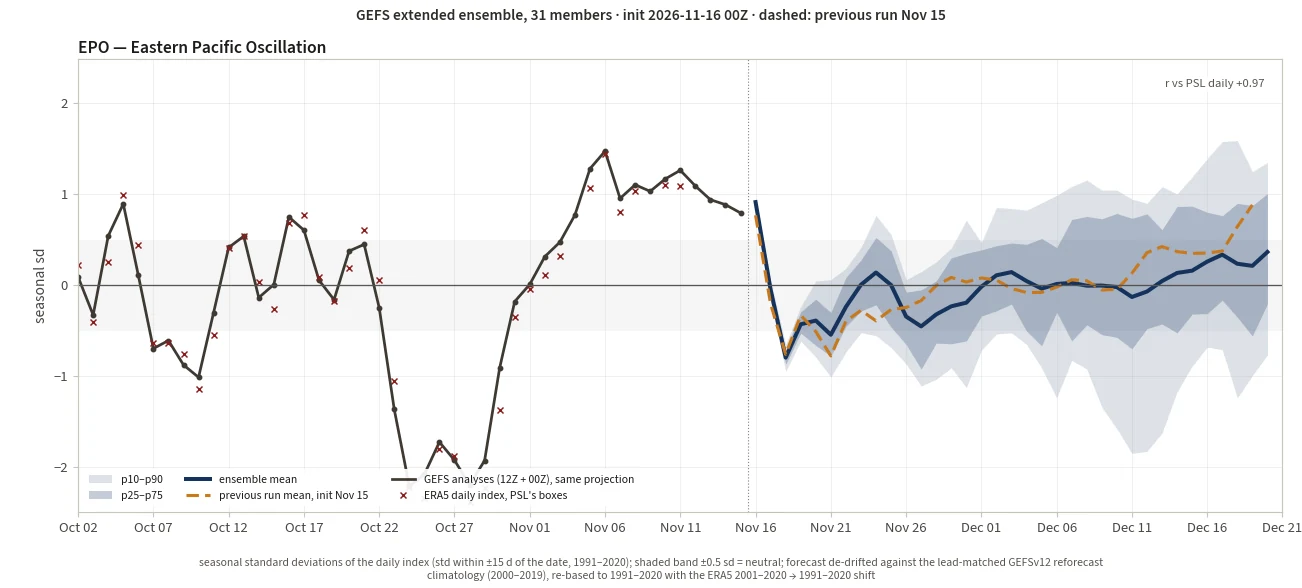 GEFS extended ensemble, 31 members · init 2026-11-16 00Z · dashed: previous run Nov 15
EPO — Eastern Pacific Oscillation
r vs PSL daily +0.97
seasonal sd
2
1
0
−1
−2
p10–p90
p25–p75
ensemble mean
previous run mean, init Nov 15
GEFS analyses (12Z + 00Z), same projection
ERA5 daily index, PSL's boxes
Oct 02 Oct 07 Oct 12 Oct 17 Oct 22 Oct 27 Nov 01 Nov 06 Nov 11 Nov 16 Nov 21 Nov 26 Dec 01 Dec 06 Dec 11 Dec 16 Dec 21
seasonal standard deviations of the daily index (std within ±15 d of the date, 1991–2020); shaded band ±0.5 sd = neutral; forecast de-drifted against the lead-matched GEFSv12 reforecast
climatology (2000–2019), re-based to 1991–2020 with the ERA5 2001–2020 → 1991–2020 shift